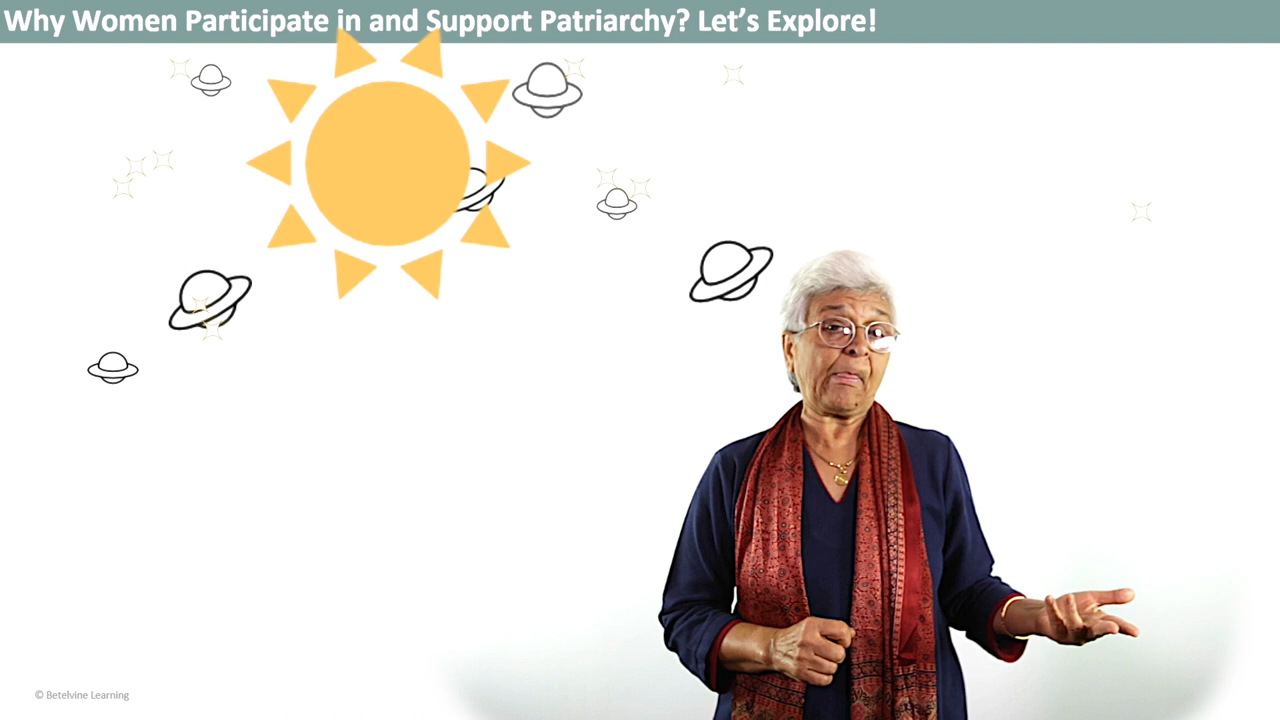 Why Women Participate in and Support Patriarchy? Let’s Explore!
© Betelvine Learning